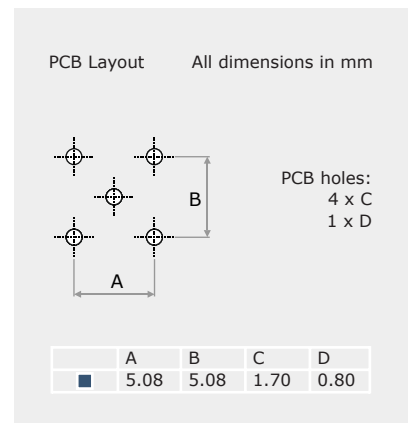 PCB Layout All dimensions in mm
PCB holes:
4 x C
1 x D
B
A
A B C D
5.08 5.08 1.70 0.80